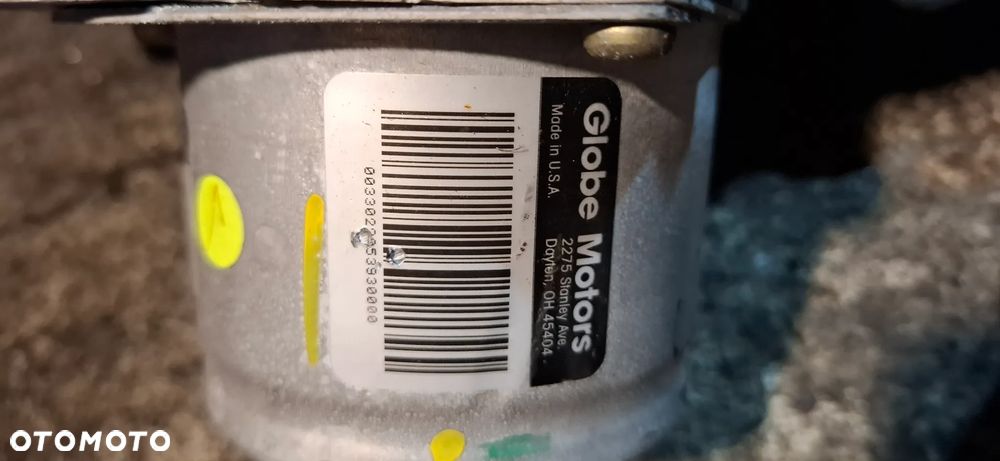 Globe Motors
2275 Stanley Ave.
Dayton, OH 45404
Made in U.S.A.
OTOMOTO